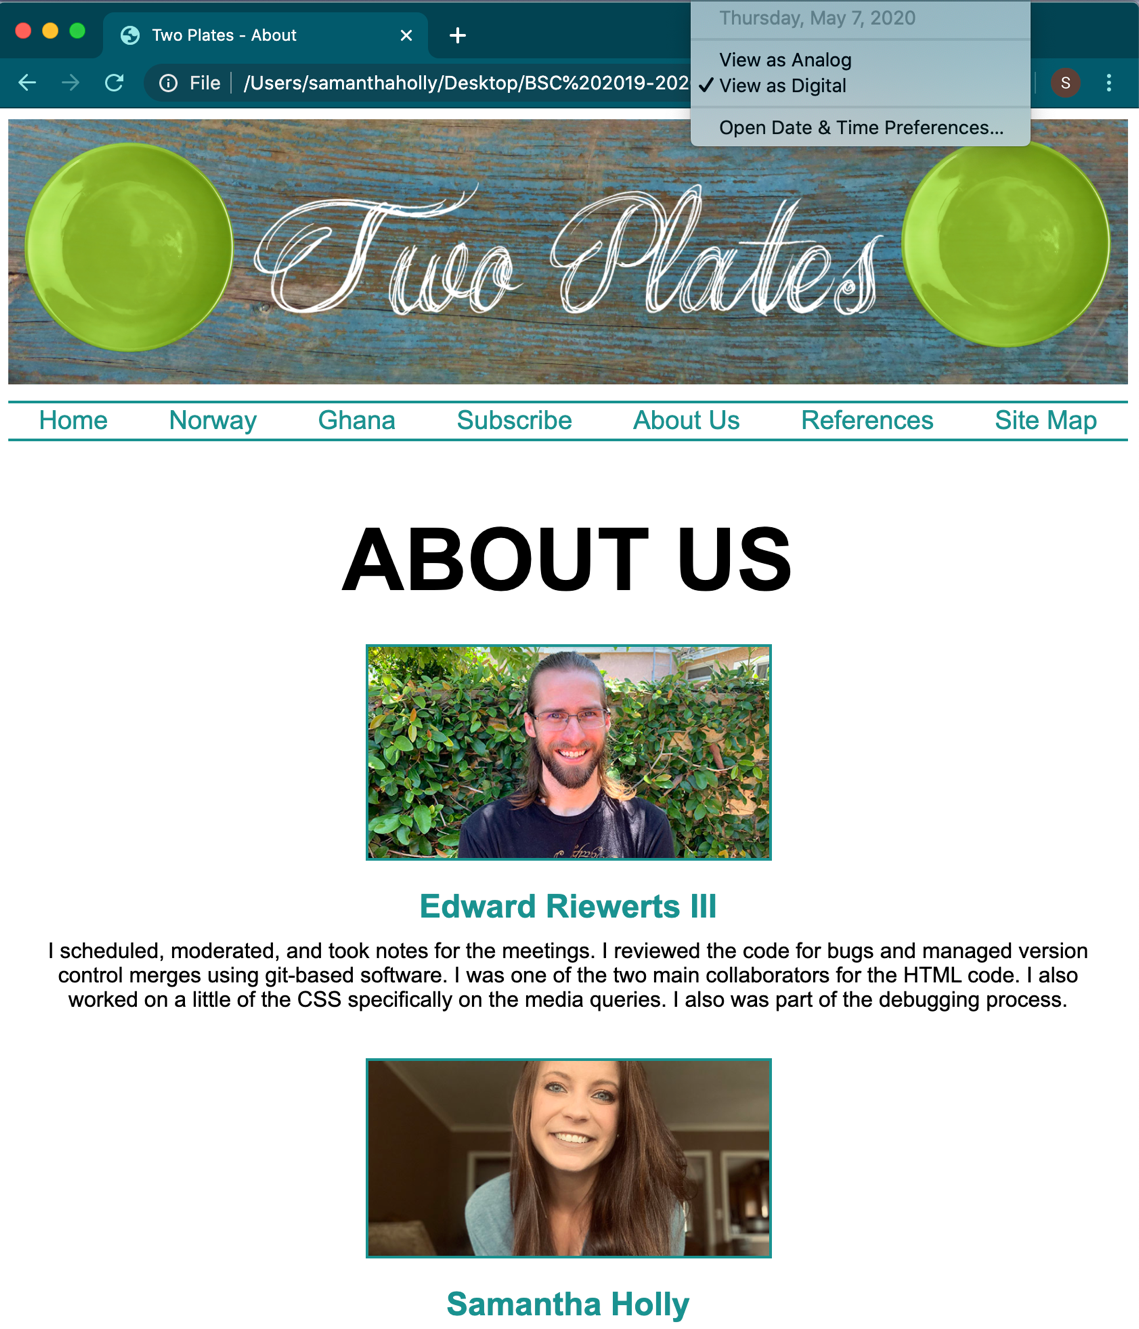 Thursday, May 7, 2020
Two Plates - About
View as Analog
✓ View as Digital
File | /Users/samanthaholly/Desktop/BSC%202019-202
S
Open Date & Time Preferences...
Two Plates
Home Norway Ghana Subscribe About Us References Site Map
ABOUT US
Edward Riewerts III
I scheduled, moderated, and took notes for the meetings. I reviewed the code for bugs and managed version
control merges using git-based software. I was one of the two main collaborators for the HTML code. I also
worked on a little of the CSS specifically on the media queries. I also was part of the debugging process.
Samantha Holly